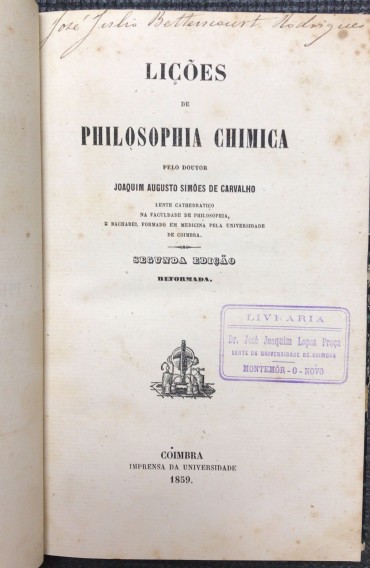 José Julio Bettencourt Rodrigues
LIÇÕES
DE
PHILOSOPHIA CHIMICA
PELO DOUTOR
JOAQUIM AUGUSTO SIMÕES DE CARVALHO
LENTE CATHEDRATICO
NA FACULDADE DE PHILOSOPHIA,
E BACHAREL FORMADO EM MEDICINA PELA UNIVERSIDADE
DE COIMBRA.
SEGUNDA EDIÇÃO
REFORMADA.
LIVRARIA
Dr. José Joaquim Lopes Praça
LENTE DA UNIVERSIDADE DE COIMBRA
MONTEMÓR-O-NOVO
COIMBRA
IMPRENSA DA UNIVERSIDADE
1859.